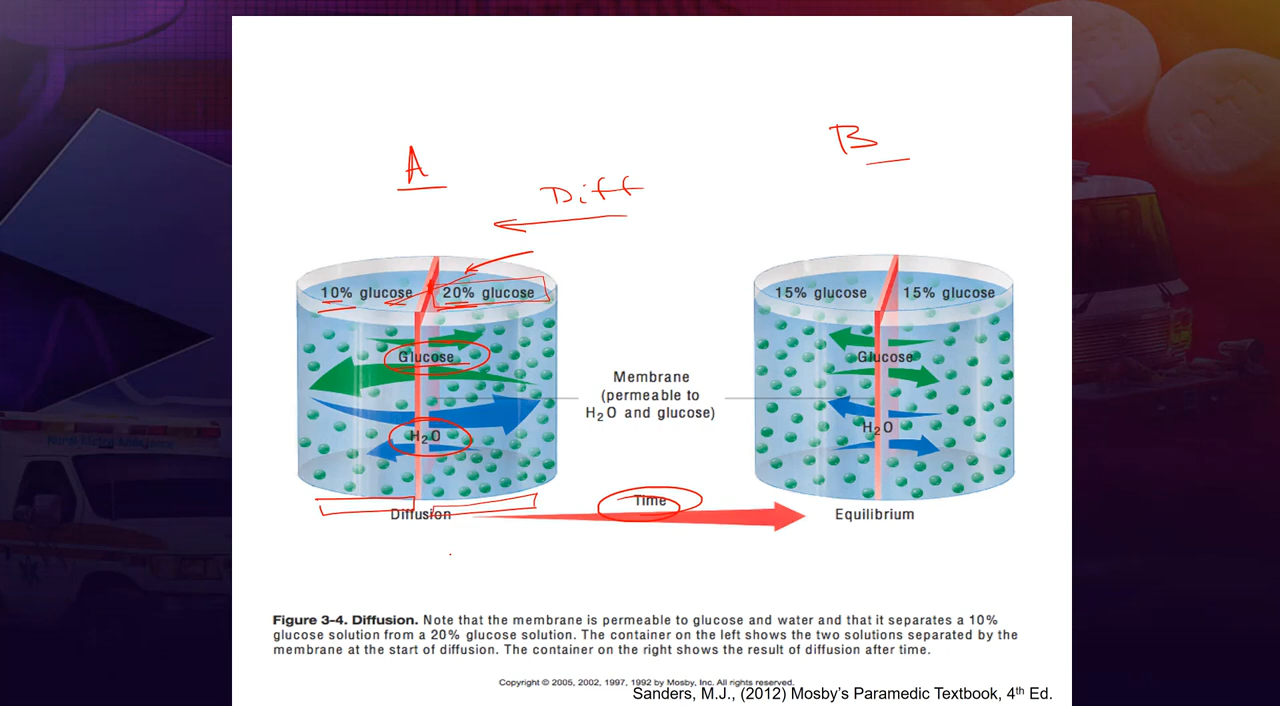 A
B
Diff
10% glucose 20% glucose
15% glucose 15% glucose
Glucose
Glucose
Membrane
(permeable to
H₂O and glucose)
H₂O
H₂O
Time
Diffusion
Equilibrium
Figure 3-4. Diffusion. Note that the membrane is permeable to glucose and water and that it separates a 10%
glucose solution from a 20% glucose solution. The container on the left shows the two solutions separated by the
membrane at the start of diffusion. The container on the right shows the result of diffusion after time.
Copyright © 2005, 2002, 1997, 1992 by Mosby, Inc. All rights reserved.
Sanders, M.J., (2012) Mosby's Paramedic Textbook, 4th Ed.